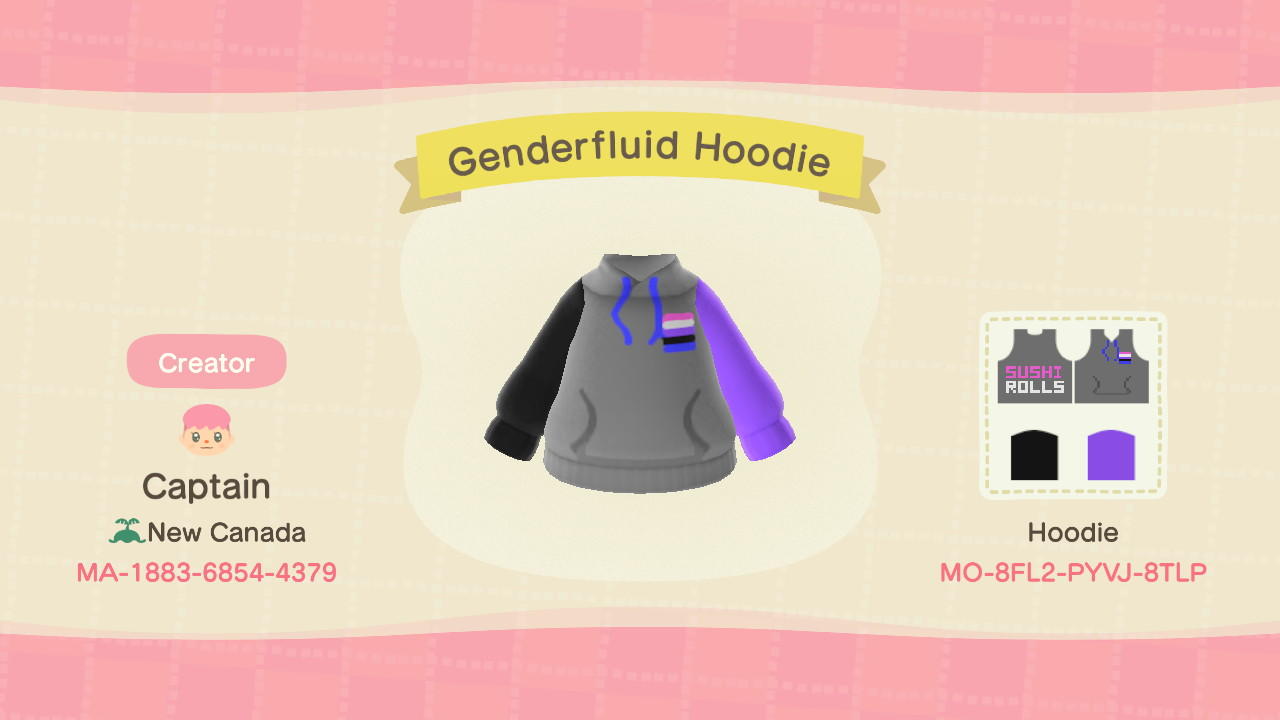 Genderfluid Hoodie
Creator
Captain
New Canada
MA-1883-6854-4379
SUSHI
ROLLS
Hoodie
MO-8FL2-PYVJ-8TLP